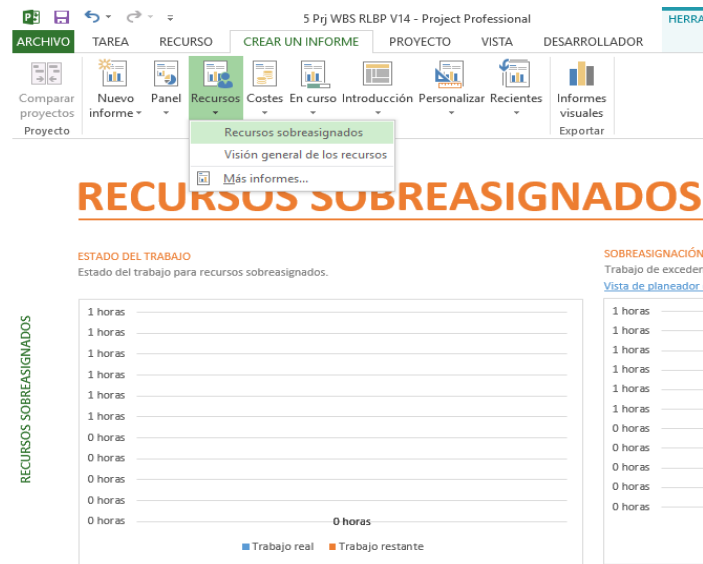 5 Prj WBS RLBP V14 - Project Professional
HERRA
ARCHIVO TAREA RECURSO CREAR UN INFORME PROYECTO VISTA DESARROLLADOR
Comparar proyectos
Nuevo informe
Panel
Recursos
Costes
En curso
Introducción
Personalizar
Recientes
Informes visuales
Proyecto
Exportar
Recursos sobreasignados
Visión general de los recursos
Más informes...
RECURSOS SOBREASIGNADOS
ESTADO DEL TRABAJO
Estado del trabajo para recursos sobreasignados.
SOBREASIGNACIÓN
Trabajo de exceden
Vista de planeador
RECURSOS SOBREASIGNADOS
1 horas
1 horas
1 horas
1 horas
1 horas
1 horas
0 horas
0 horas
0 horas
0 horas
0 horas
0 horas
Trabajo real Trabajo restante
1 horas
1 horas
1 horas
1 horas
1 horas
1 horas
0 horas
0 horas
0 horas
0 horas
0 horas